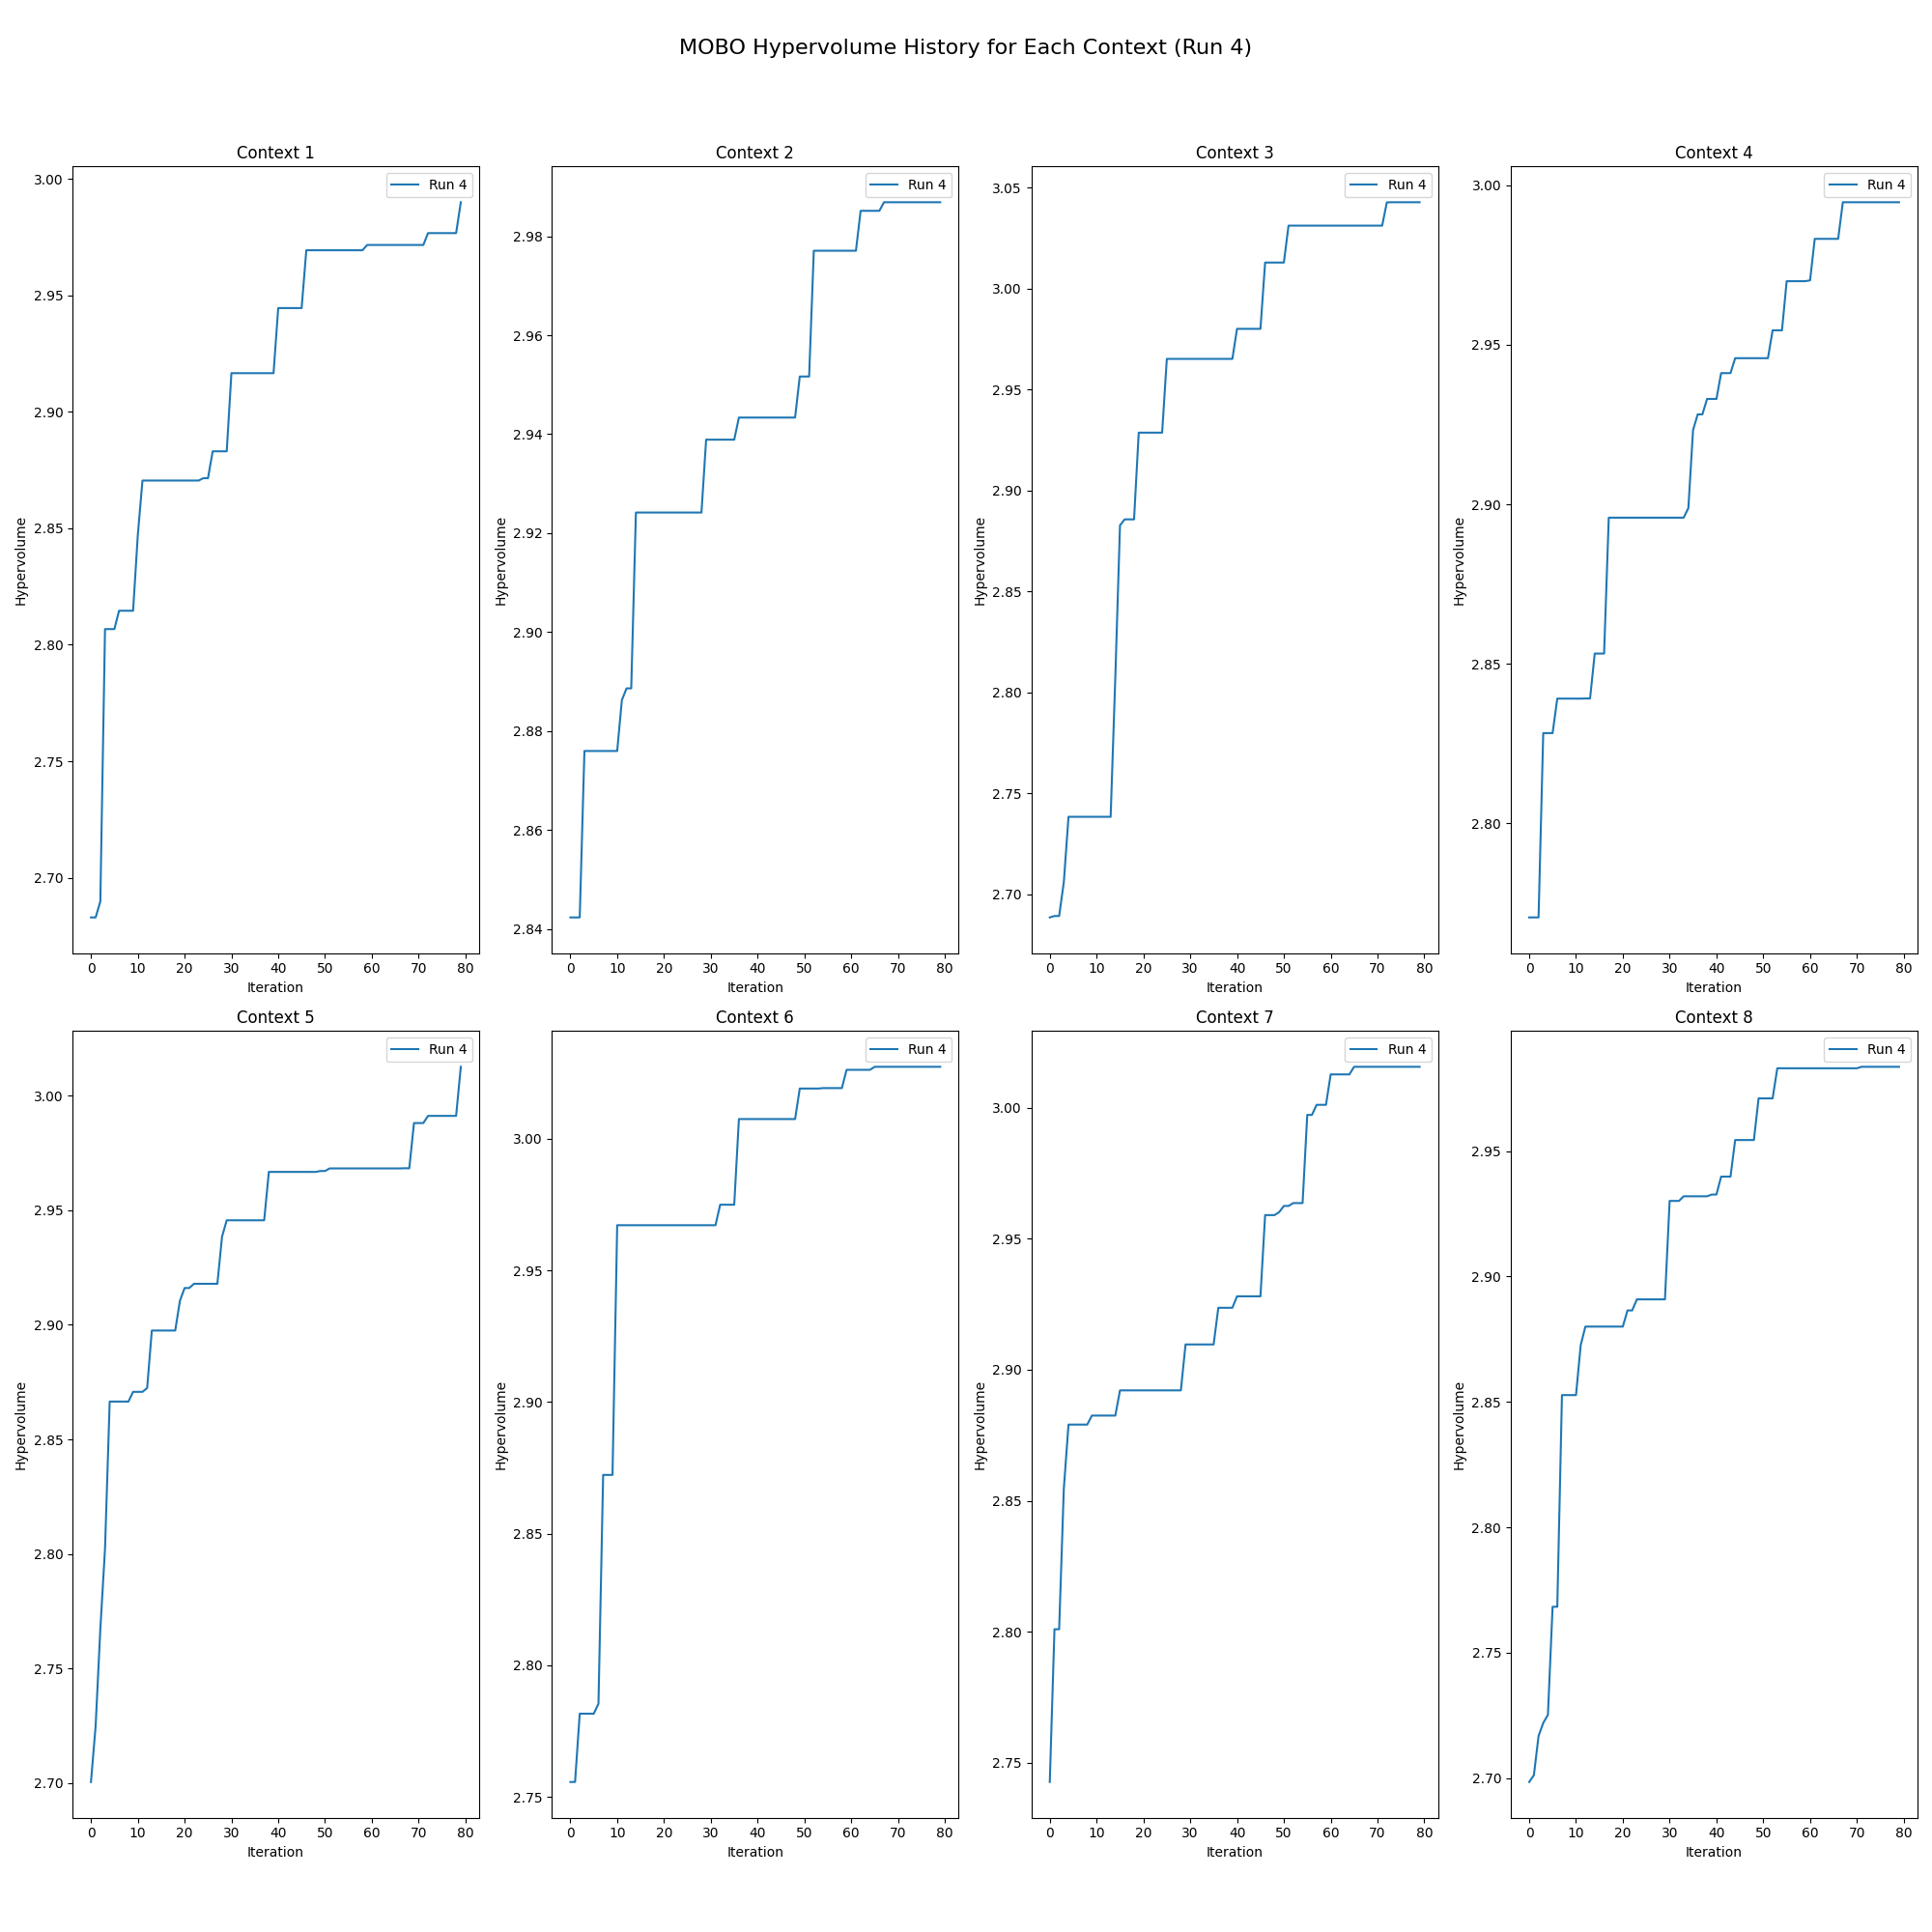 MOBO Hypervolume History for Each Context (Run 4)
Context 1
Run 4
3.00
2.95
2.90
2.85
2.80
2.75
2.70
Hypervolume
0 10 20 30 40 50 60 70 80
Iteration
Context 2
Run 4
2.98
2.96
2.94
2.92
2.90
2.88
2.86
2.84
Hypervolume
0 10 20 30 40 50 60 70 80
Iteration
Context 3
Run 4
3.05
3.00
2.95
2.90
2.85
2.80
2.75
2.70
Hypervolume
0 10 20 30 40 50 60 70 80
Iteration
Context 4
Run 4
3.00
2.95
2.90
2.85
2.80
Hypervolume
0 10 20 30 40 50 60 70 80
Iteration
Context 5
Run 4
3.00
2.95
2.90
2.85
2.80
2.75
2.70
Hypervolume
0 10 20 30 40 50 60 70 80
Iteration
Context 6
Run 4
3.00
2.95
2.90
2.85
2.80
2.75
Hypervolume
0 10 20 30 40 50 60 70 80
Iteration
Context 7
Run 4
3.00
2.95
2.90
2.85
2.80
2.75
Hypervolume
0 10 20 30 40 50 60 70 80
Iteration
Context 8
Run 4
2.95
2.90
2.85
2.80
2.75
2.70
Hypervolume
0 10 20 30 40 50 60 70 80
Iteration